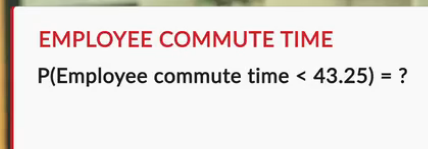 EMPLOYEE COMMUTE TIME
P(Employee commute time < 43.25) = ?